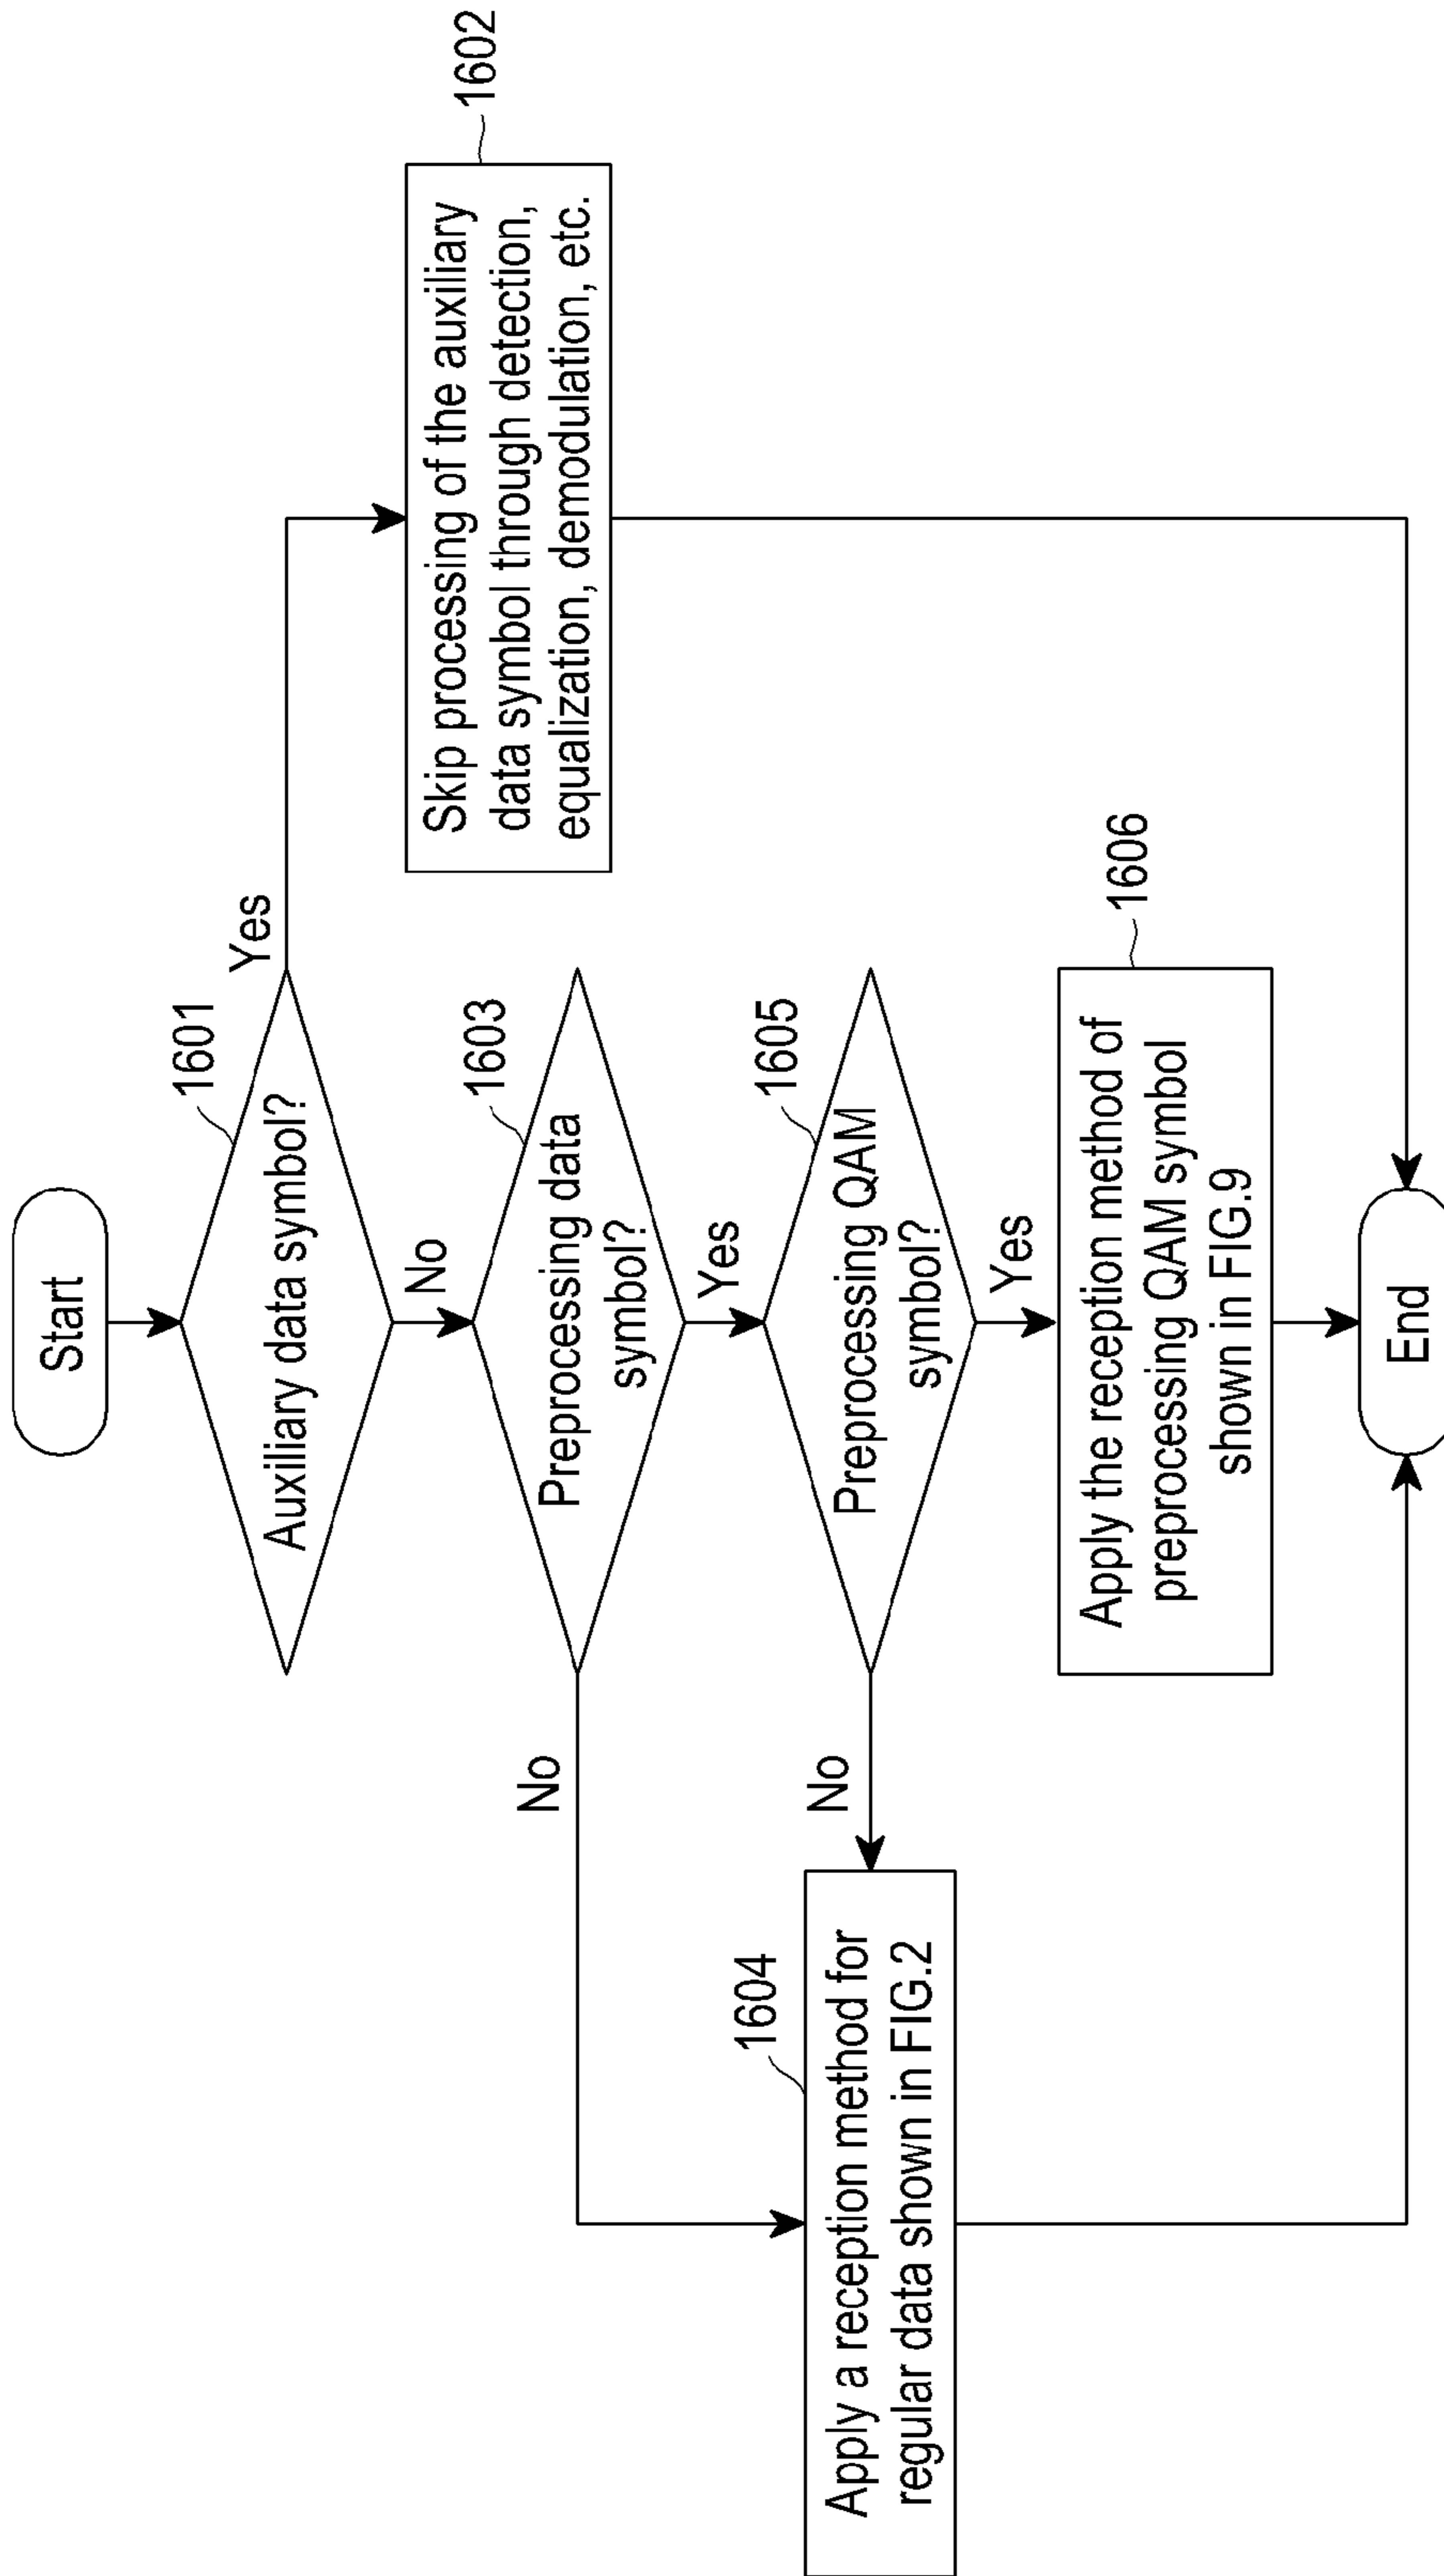 Start
1601
Auxiliary data symbol?
Yes
1602
Skip processing of the auxiliary
data symbol through detection,
equalization, demodulation, etc.
No
1603
Preprocessing data
symbol?
No
Yes
1605
Preprocessing QAM
symbol?
No
Yes
1604
Apply a reception method for
regular data shown in FIG.2
1606
Apply the reception method of
preprocessing QAM symbol
shown in FIG.9
End